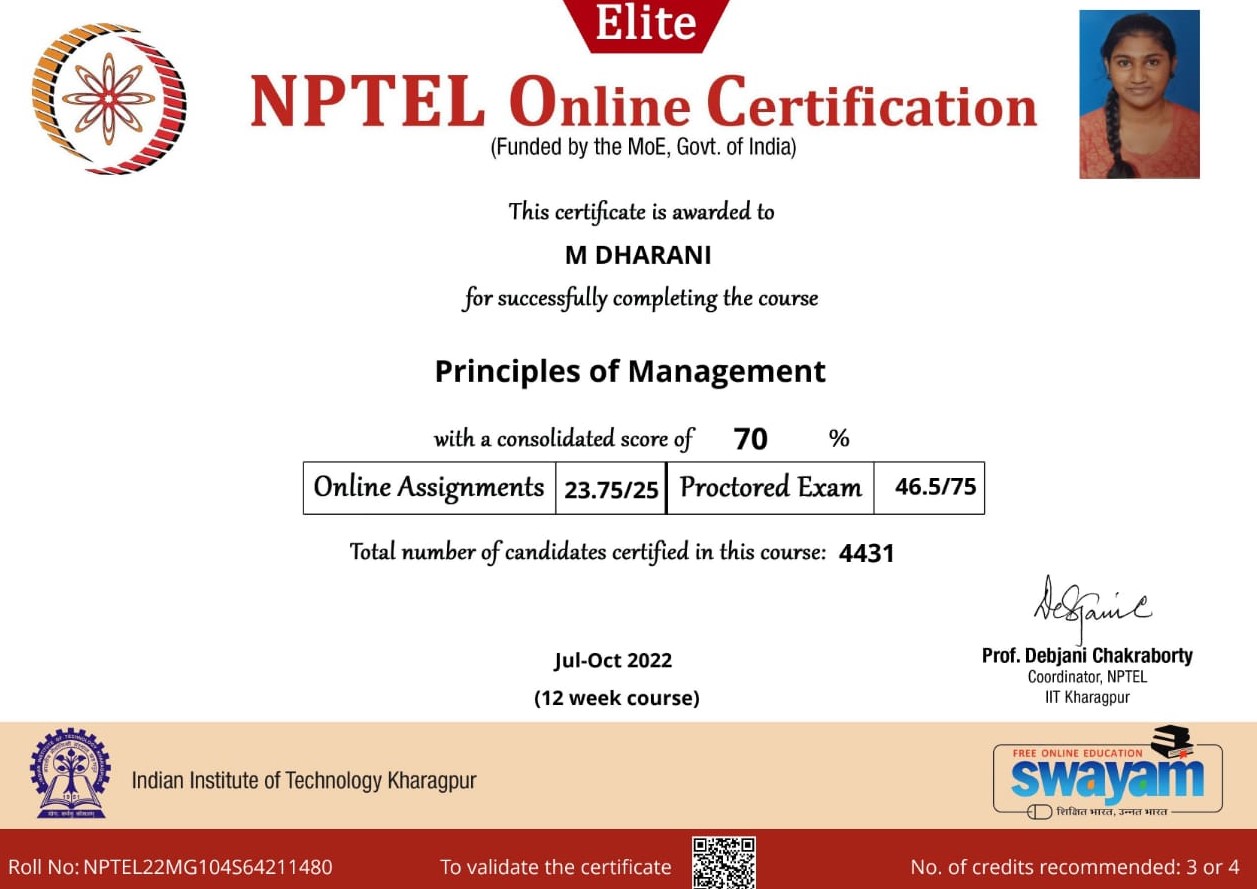 Elite
NPTEL Online Certification
(Funded by the MoE, Govt. of India)
This certificate is awarded to
M DHARANI
for successfully completing the course
Principles of Management
with a consolidated score of 70 %
Online Assignments 23.75/25 Proctored Exam 46.5/75
Total number of candidates certified in this course: 4431
Jul-Oct 2022
(12 week course)
Prof. Debjani Chakraborty
Coordinator, NPTEL
IIT Kharagpur
Indian Institute of Technology Kharagpur
FREE ONLINE EDUCATION
swayam
शिक्षित भारत, उन्नत भारत
Roll No: NPTEL22MG104S64211480
To validate the certificate
No. of credits recommended: 3 or 4